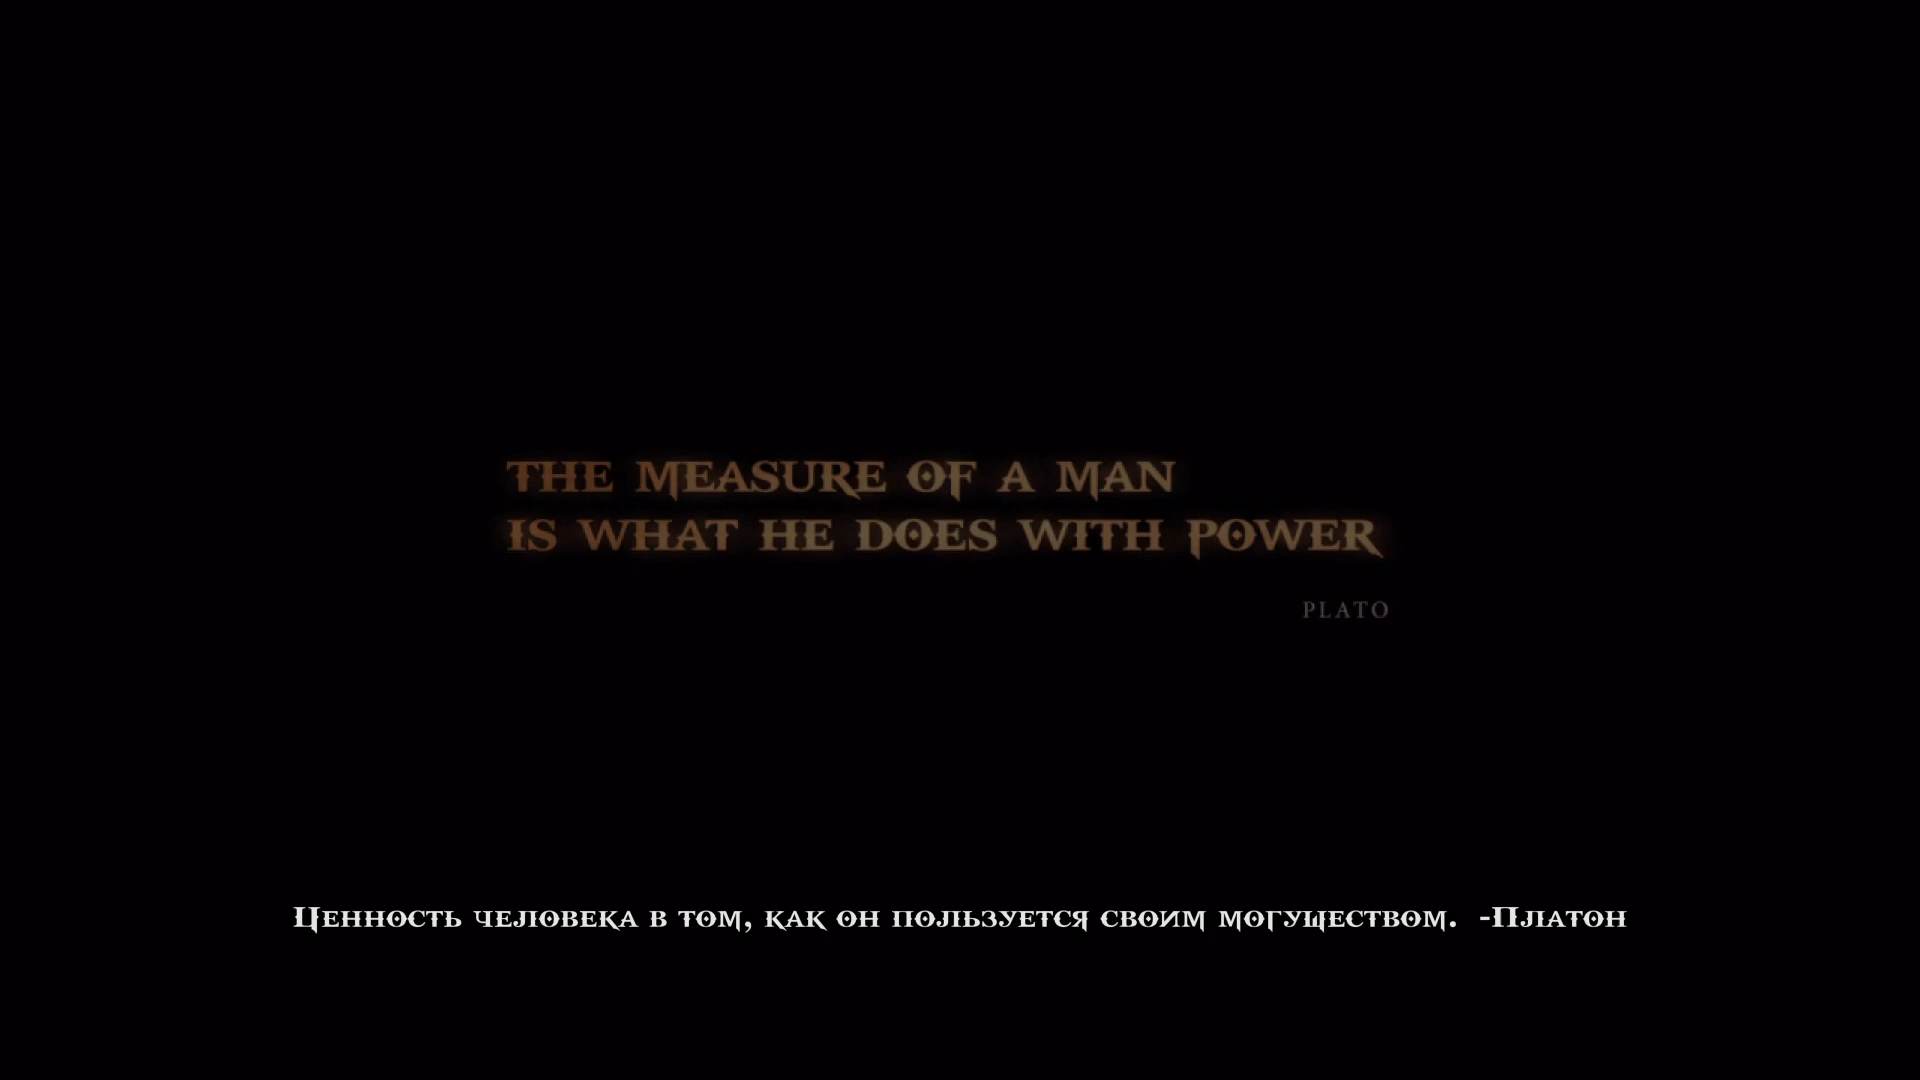 THE MEASURE OF A MAN
IS WHAT HE DOES WITH POWER
PLATO
Ценность человека в том, как он пользуется своим могуществом. -Платон